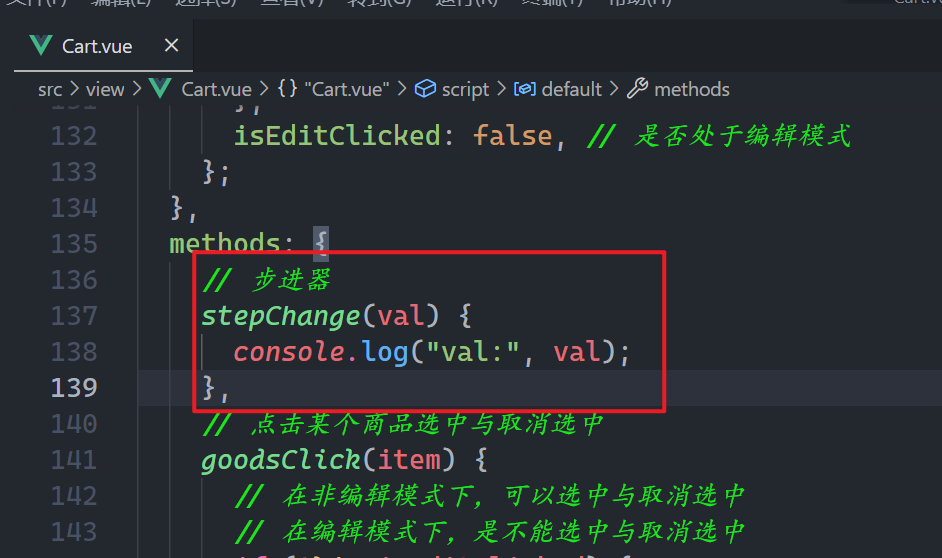 文件(F) 编辑(E) 选择(S) 查看(V) 转到(G) 运行(R) 终端(T) 帮助(H)
Cart.vue
src > view > Cart.vue > {} "Cart.vue" > script > default > methods
131 };
132 isEditClicked: false, // 是否处于编辑模式
133 };
134 },
135 methods: {
136 // 步进器
137 stepChange(val) {
138 console.log("val:", val);
139 },
140 // 点击某个商品选中与取消选中
141 goodsClick(item) {
142 // 在非编辑模式下，可以选中与取消选中
143 // 在编辑模式下，是不能选中与取消选中